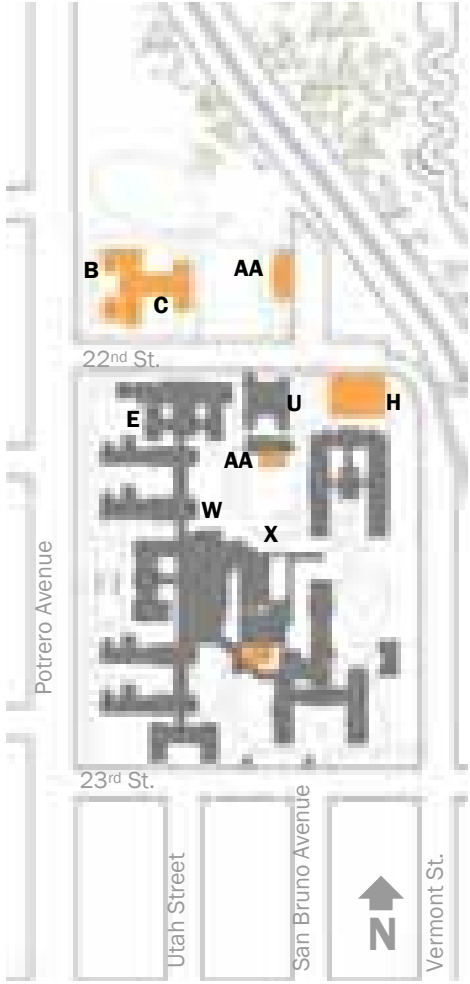 B
AA
C
22nd St.
U
H
E
AA
W
X
Potrero Avenue
23rd St.
Utah Street
San Bruno Avenue
N
Vermont St.